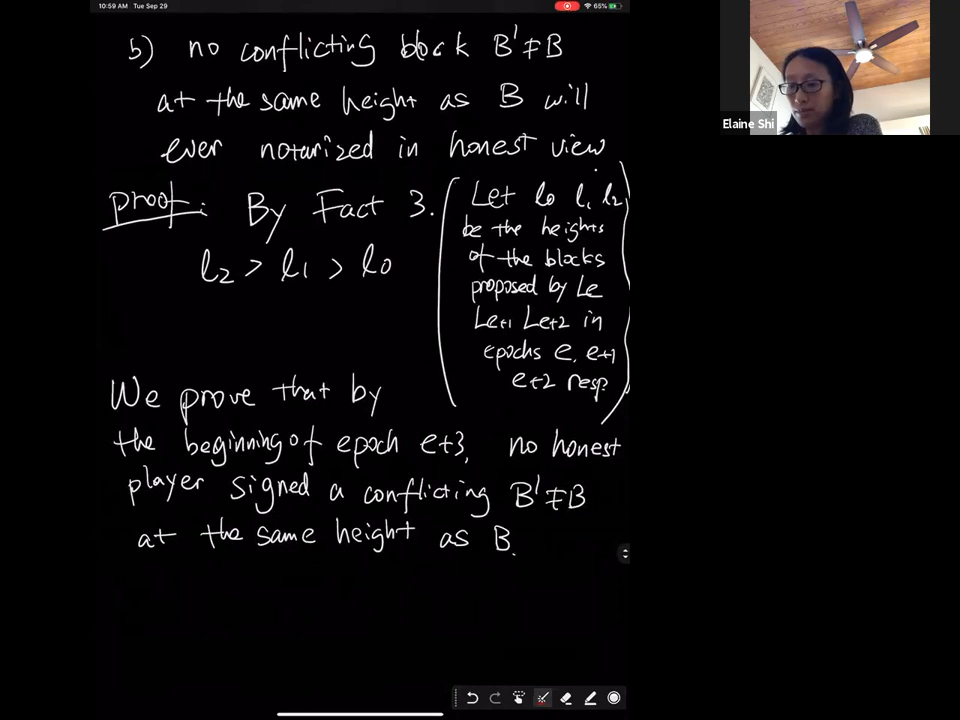 10:59 AM Tue Sep 29
65%
b) no conflicting block B' ≠ B
at the same height as B will
ever notarized in honest view
Proof: By Fact 3.
l2 > l1 > l0
Let l0 l1 l2
be the heights
of the blocks
proposed by Le
Le+1 Le+2 in
epochs e, e+1
e+2 resp
We prove that by
the beginning of epoch e+3, no honest
player signed a conflicting B' ≠ B
at the same height as B.
Elaine Shi